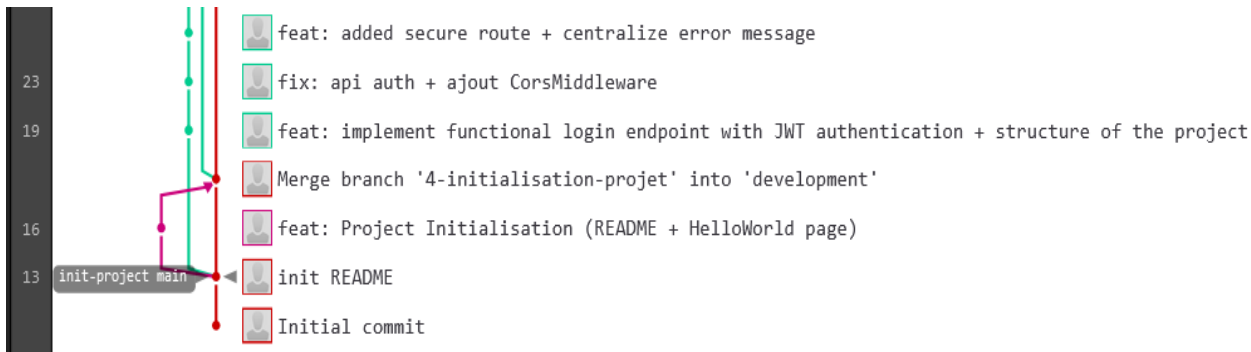 feat: added secure route + centralize error message
23 fix: api auth + ajout CorsMiddleware
19 feat: implement functional login endpoint with JWT authentication + structure of the project
Merge branch '4-initialisation-projet' into 'development'
16 feat: Project Initialisation (README + HelloWorld page)
13 init-project main init README
Initial commit